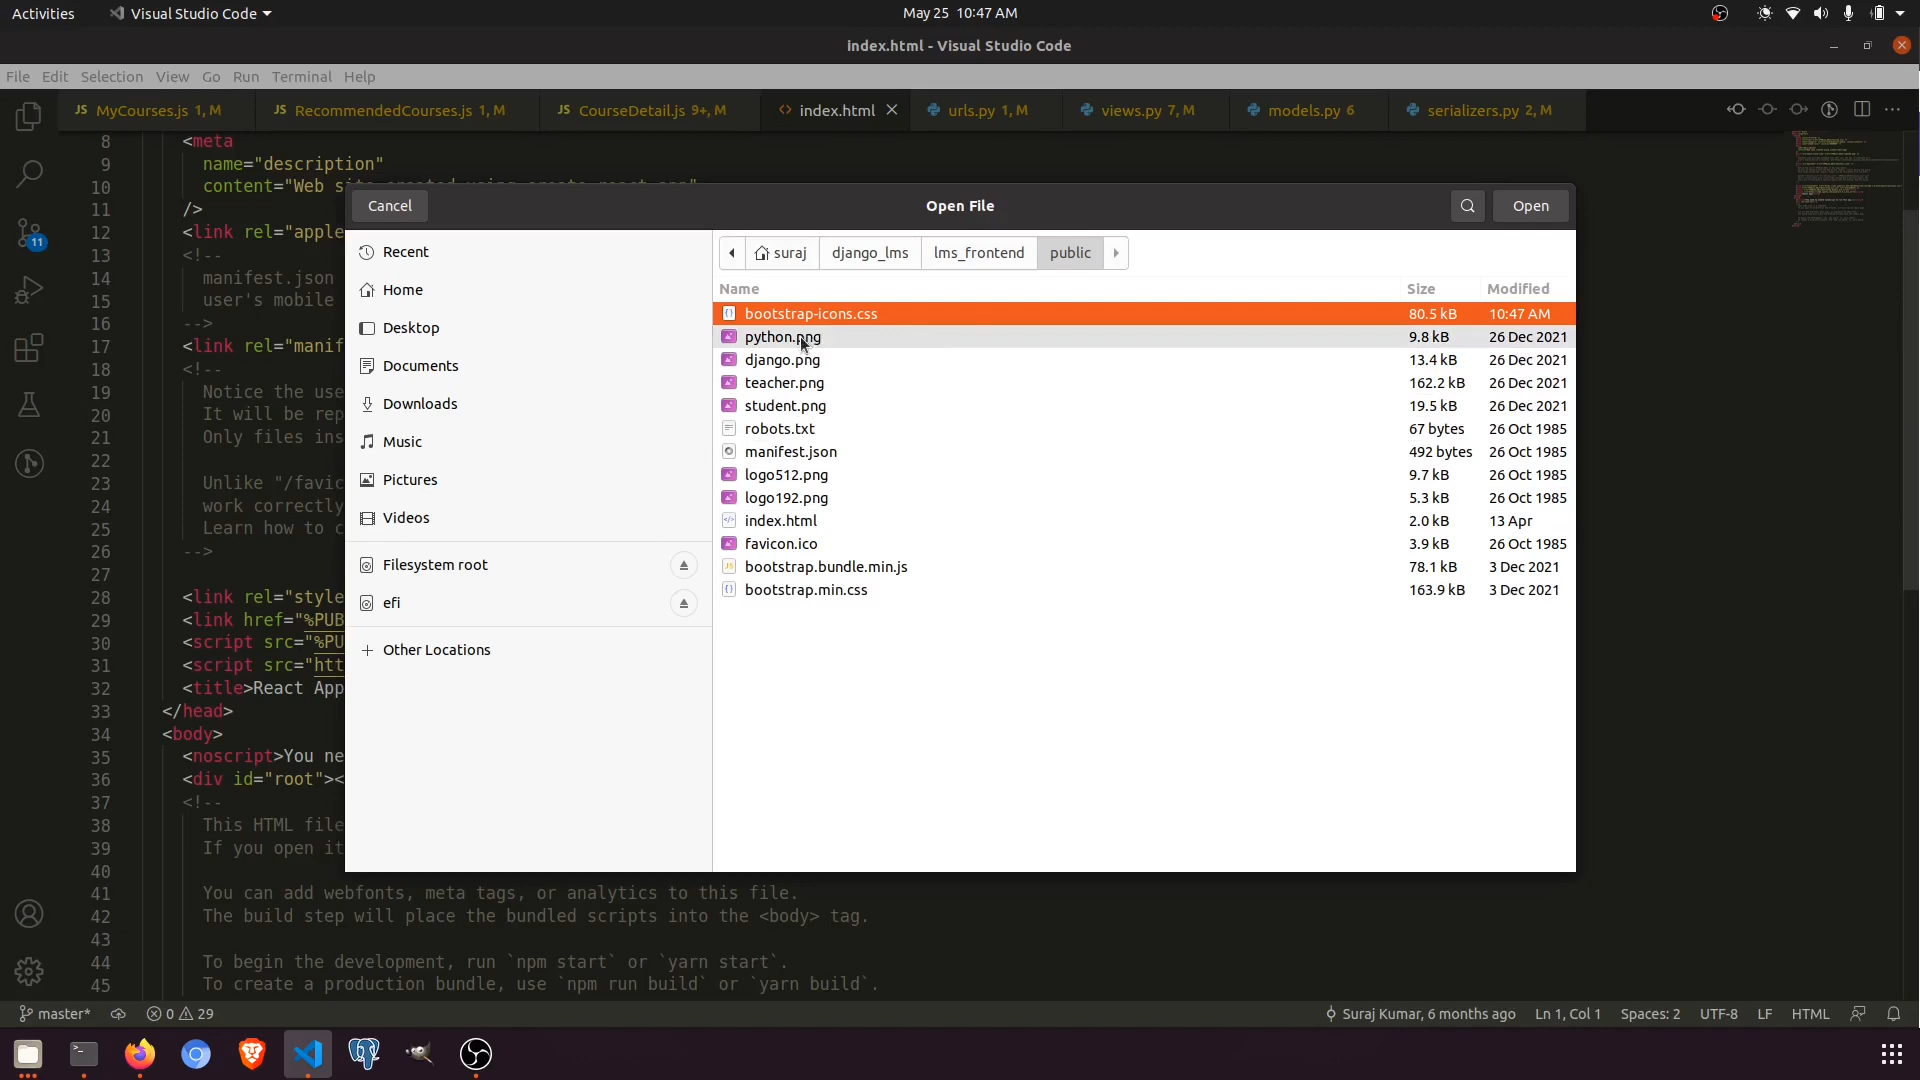 Activities Visual Studio Code May 25 10:47 AM
index.html - Visual Studio Code
File Edit Selection View Go Run Terminal Help
MyCourses.js 1, M RecommendedCourses.js 1, M CourseDetail.js 9+, M index.html urls.py 1, M views.py 7, M models.py 6 serializers.py 2, M
8 <meta
9 name="description"
10 content="Web site created using create-react-app"
11 />
12 <link rel="apple
13 <!--
14 manifest.json
15 user's mobile
16 -->
17 <link rel="manif
18 <!--
19 Notice the use
20 It will be rep
21 Only files ins
22
23 Unlike "/favic
24 work correctly
25 Learn how to c
26 -->
27
28 <link rel="style
29 <link href="%PUB
30 <script src="%PU
31 <script src="htt
32 <title>React App
33 </head>
34 <body>
35 <noscript>You ne
36 <div id="root"><
37 <!--
38 This HTML file
39 If you open it
40
41 You can add webfonts, meta tags, or analytics to this file.
42 The build step will place the bundled scripts into the <body> tag.
43
44 To begin the development, run `npm start` or `yarn start`.
45 To create a production bundle, use `npm run build` or `yarn build`.
Cancel Open File Open
Recent
Home
Desktop
Documents
Downloads
Music
Pictures
Videos
Filesystem root
efi
Other Locations
suraj django_lms lms_frontend public
Name Size Modified
bootstrap-icons.css 80.5 kB 10:47 AM
python.png 9.8 kB 26 Dec 2021
django.png 13.4 kB 26 Dec 2021
teacher.png 162.2 kB 26 Dec 2021
student.png 19.5 kB 26 Dec 2021
robots.txt 67 bytes 26 Oct 1985
manifest.json 492 bytes 26 Oct 1985
logo512.png 9.7 kB 26 Oct 1985
logo192.png 5.3 kB 26 Oct 1985
index.html 2.0 kB 13 Apr
favicon.ico 3.9 kB 26 Oct 1985
bootstrap.bundle.min.js 78.1 kB 3 Dec 2021
bootstrap.min.css 163.9 kB 3 Dec 2021
11
master* 0 29 Suraj Kumar, 6 months ago Ln 1, Col 1 Spaces: 2 UTF-8 LF HTML